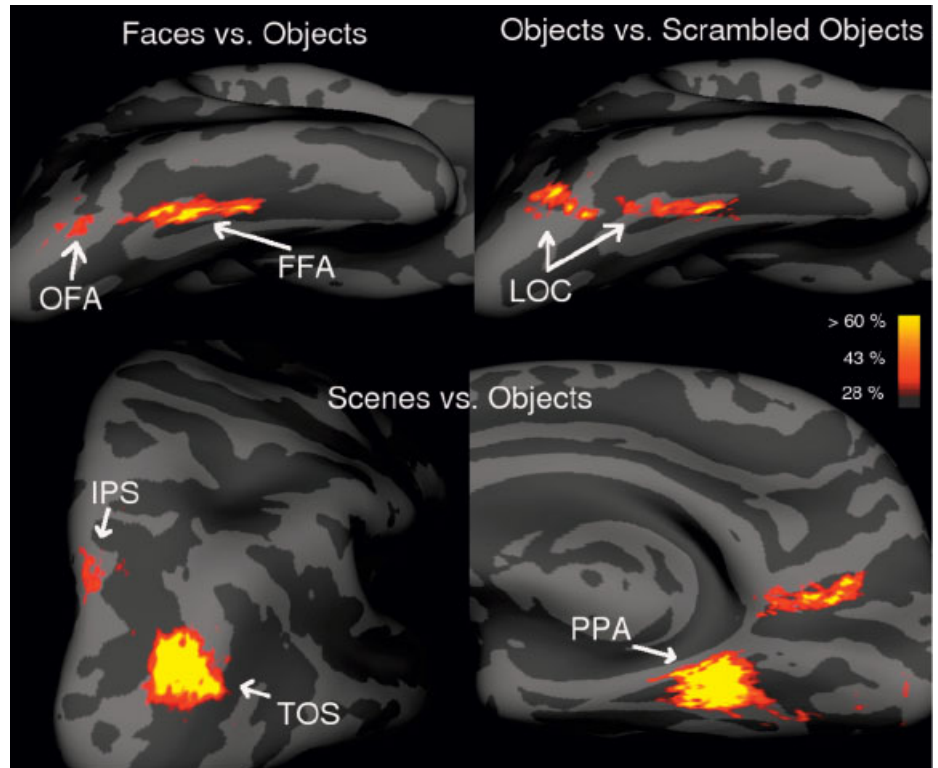 Faces vs. Objects
Objects vs. Scrambled Objects
OFA
FFA
LOC
> 60 %
43 %
28 %
Scenes vs. Objects
IPS
TOS
PPA